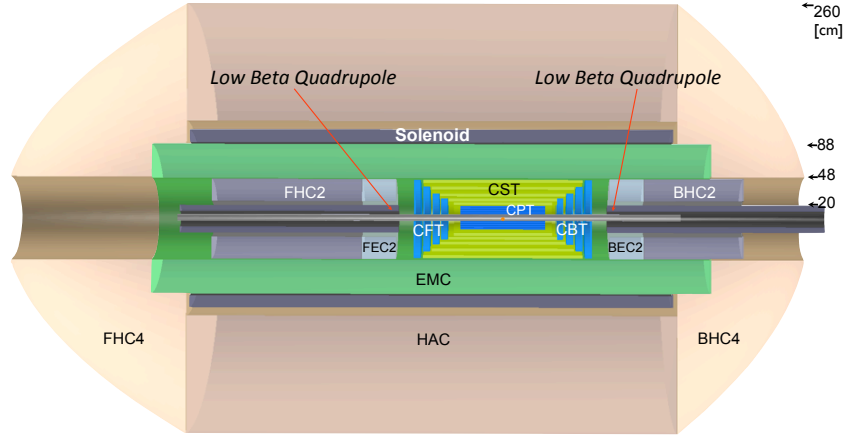 ←260
[cm]
Low Beta Quadrupole
Low Beta Quadrupole
Solenoid
←88
←48
FHC2
CST
BHC2
←20
CPT
CFT
CBT
FEC2
BEC2
EMC
FHC4
HAC
BHC4